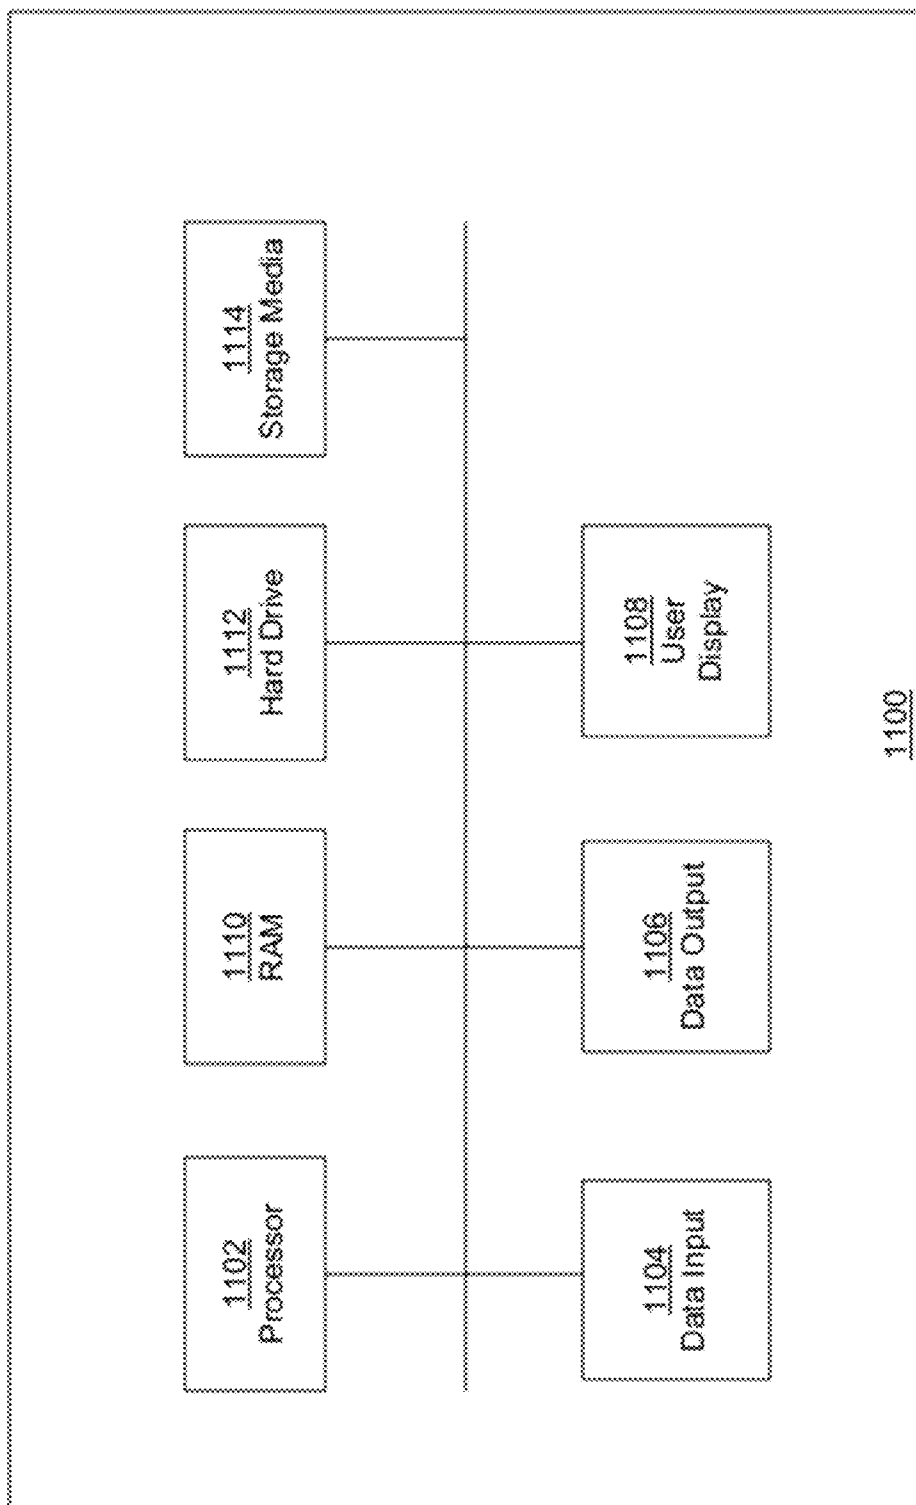 1102
Processor
1110
RAM
1112
Hard Drive
1114
Storage Media
1104
Data Input
1106
Data Output
1108
User
Display
1100